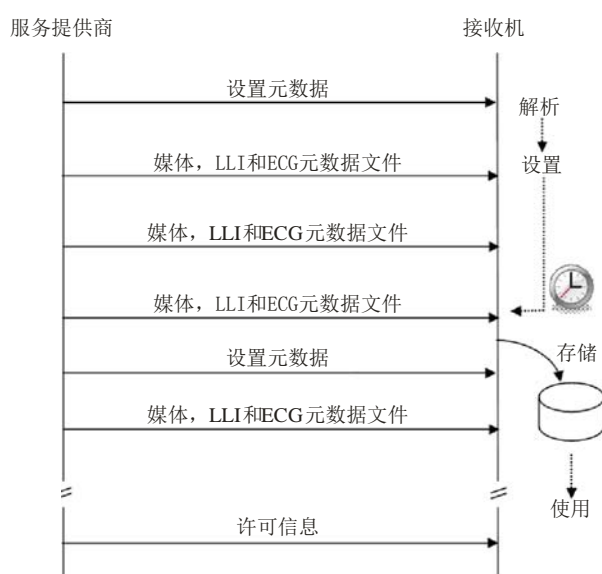 服务提供商
接收机
设置元数据
解析
媒体，LLI和ECG元数据文件
设置
媒体，LLI和ECG元数据文件
媒体，LLI和ECG元数据文件
存储
设置元数据
媒体，LLI和ECG元数据文件
使用
许可信息